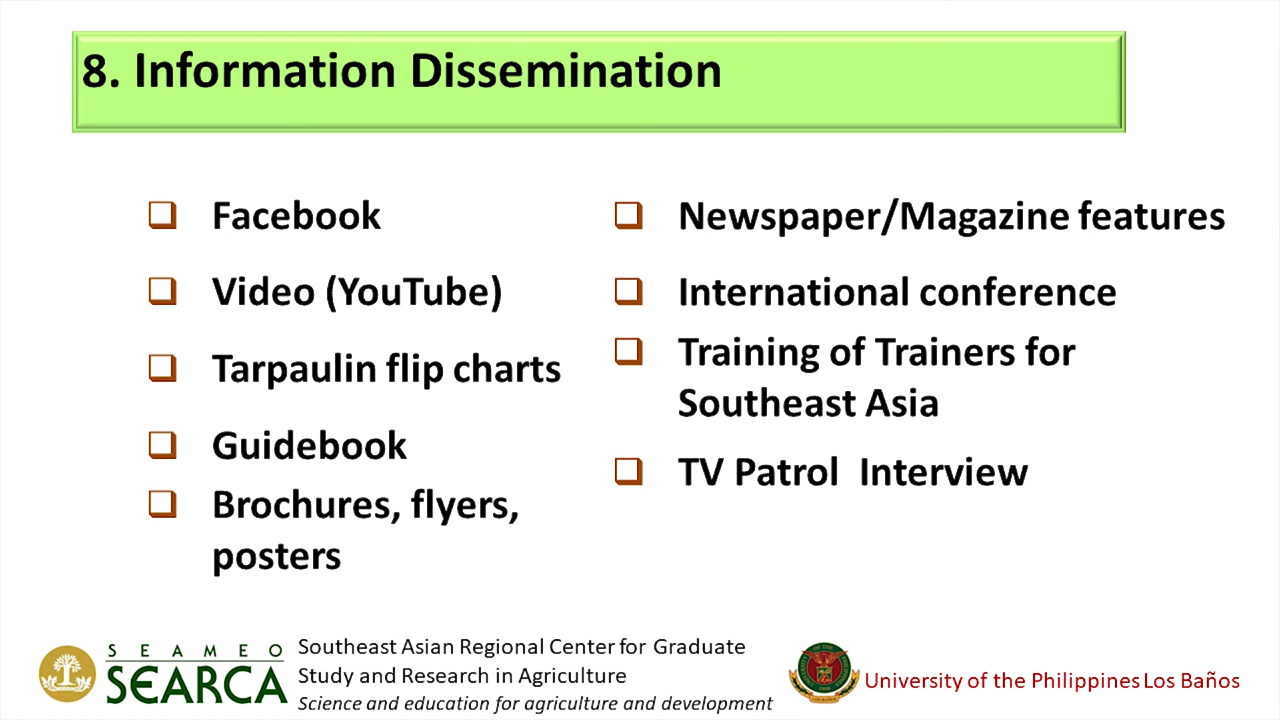 8. Information Dissemination
Facebook
Video (YouTube)
Tarpaulin flip charts
Guidebook
Brochures, flyers,
posters
Newspaper/Magazine features
International conference
Training of Trainers for
Southeast Asia
TV Patrol Interview
SEAMEO
SEARCA
Southeast Asian Regional Center for Graduate
Study and Research in Agriculture
Science and education for agriculture and development
University of the Philippines Los Baños